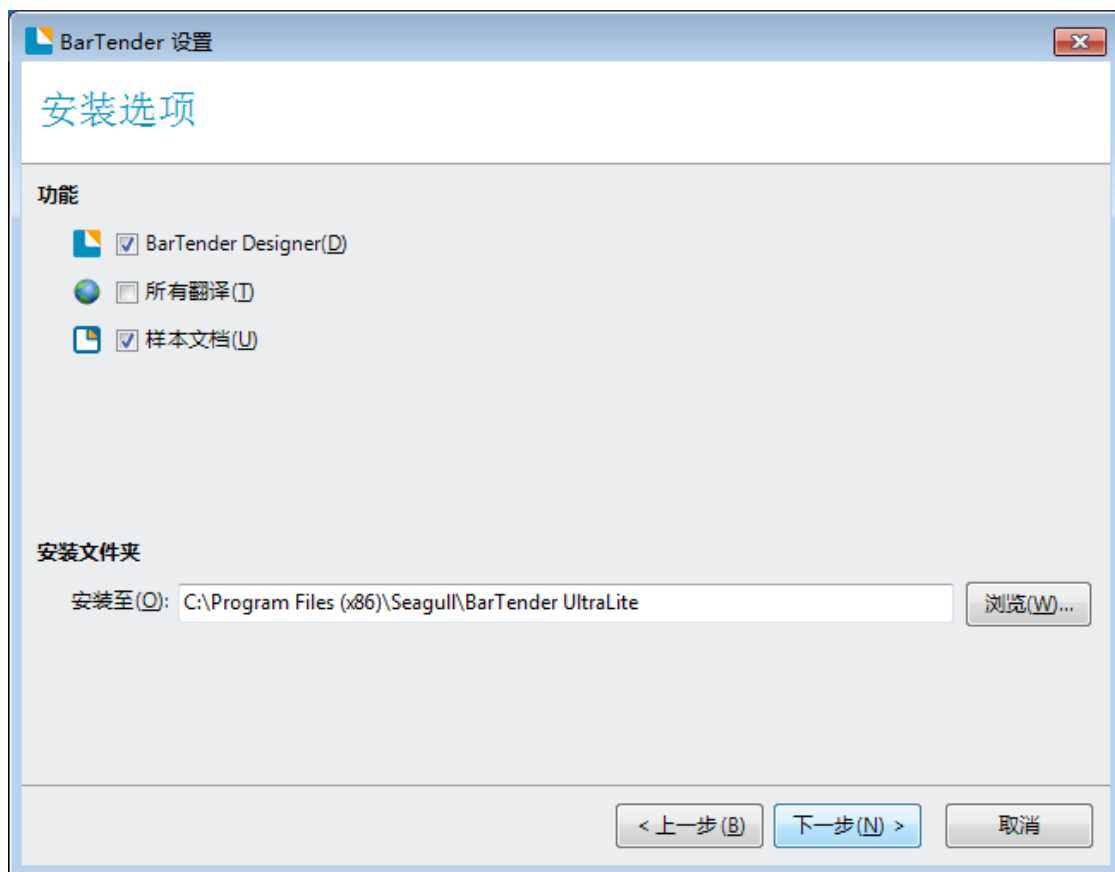 BarTender 设置
安装选项
功能
BarTender Designer(D)
所有翻译(T)
样本文档(U)
安装文件夹
安装至(O): C:\Program Files (x86)\Seagull\BarTender UltraLite 浏览(W)...
< 上一步(B) 下一步(N) > 取消